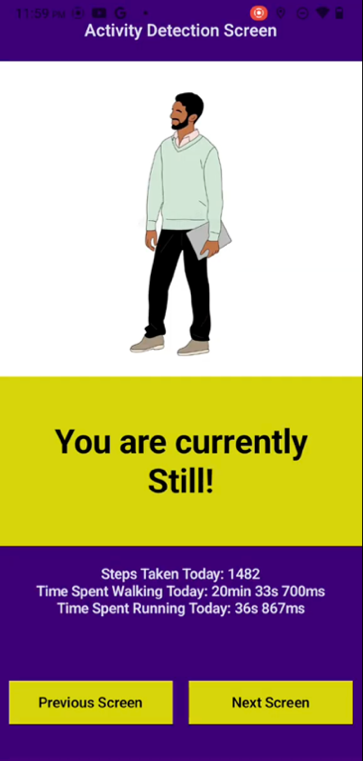 11:59 PM
Activity Detection Screen
You are currently
Still!
Steps Taken Today: 1482
Time Spent Walking Today: 20min 33s 700ms
Time Spent Running Today: 36s 867ms
Previous Screen
Next Screen